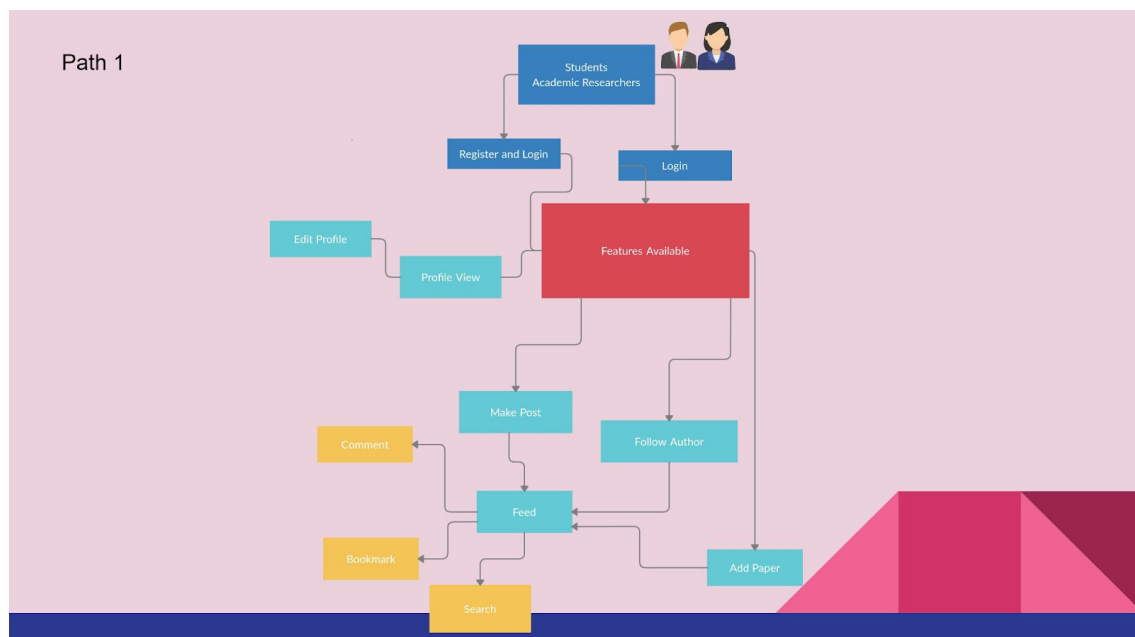 Path 1
Students
Academic Researchers
Register and Login
Login
Edit Profile
Features Available
Profile View
Make Post
Comment
Follow Author
Feed
Bookmark
Add Paper
Search